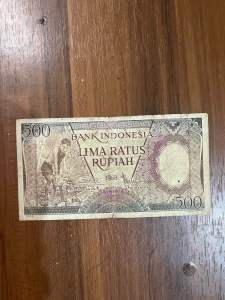 500
BANK INDONESIA
LIMA RATUS
RUPIAH
500